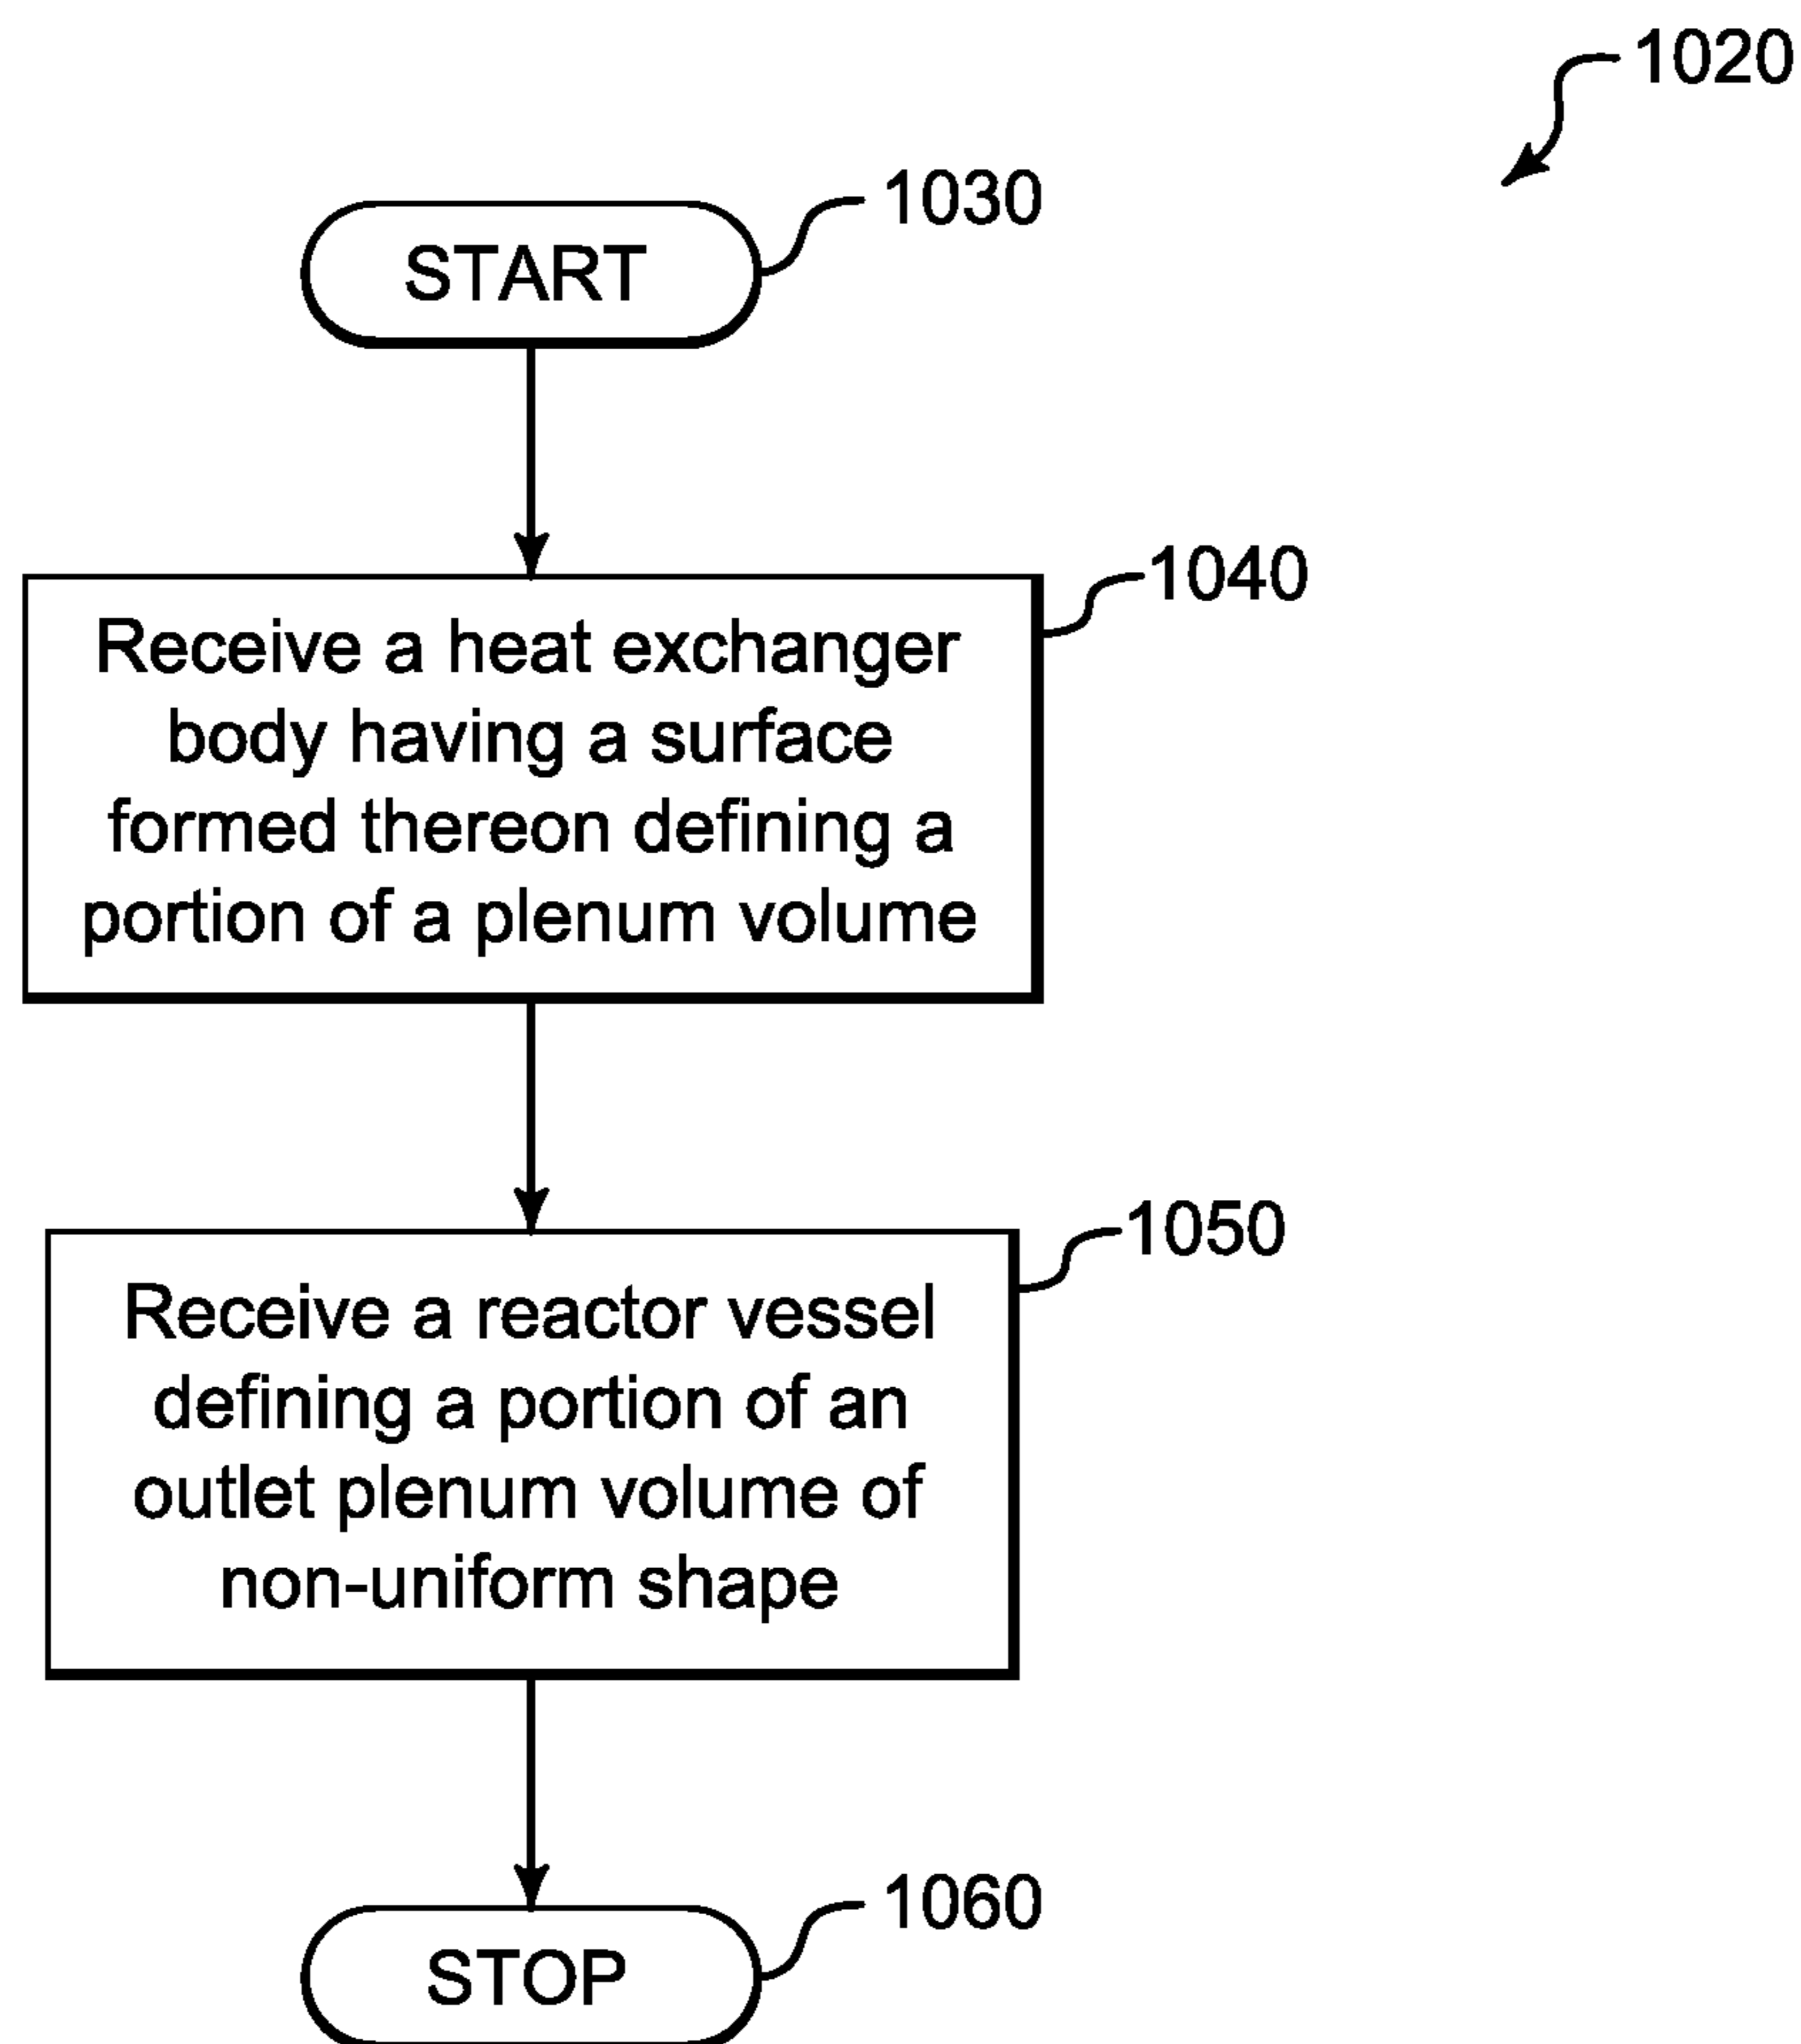 1020
1030
START
1040
Receive a heat exchanger
body having a surface
formed thereon defining a
portion of a plenum volume
1050
Receive a reactor vessel
defining a portion of an
outlet plenum volume of
non-uniform shape
1060
STOP